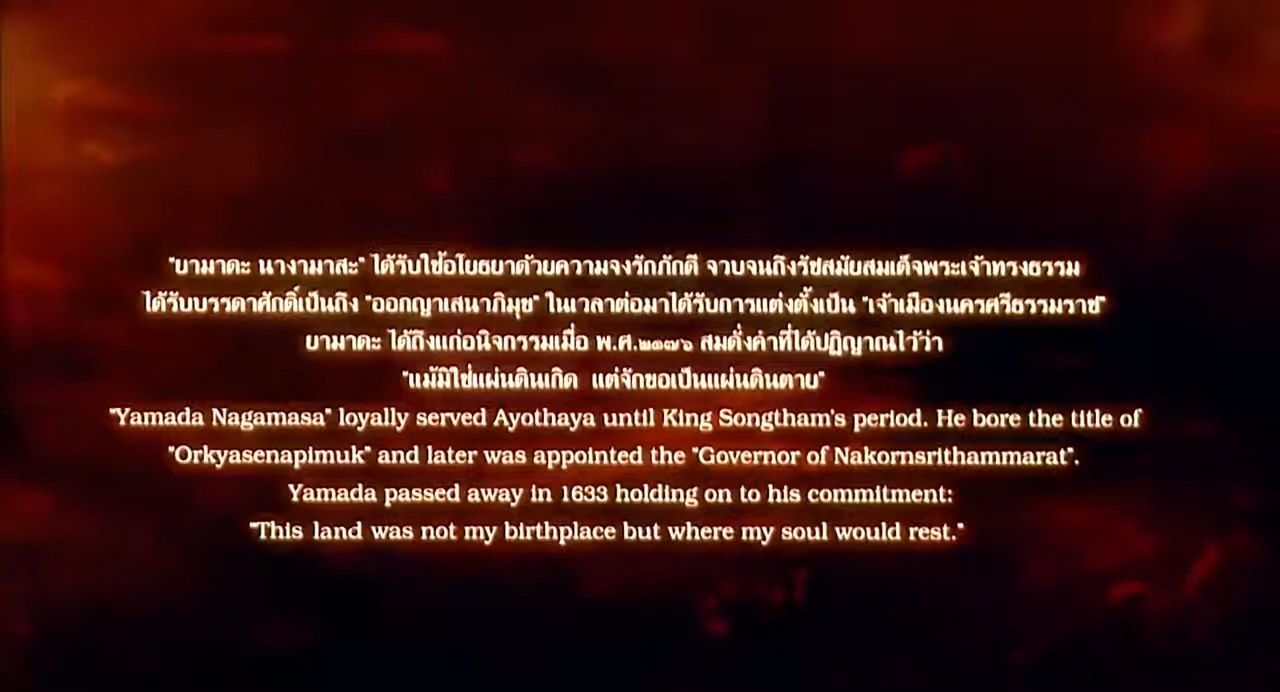 "ยามาดะ นางามาสะ" ได้รับใช้อโยธยาด้วยความจงรักภักดี จวบจนถึงรัชสมัยสมเด็จพระเจ้าทรงธรรม
ได้รับบรรดาศักดิ์เป็นถึง "ออกญาเสนาภิมุข" ในเวลาต่อมาได้รับการแต่งตั้งเป็น "เจ้าเมืองนครศรีธรรมราช"
ยามาดะ ได้ถึงแก่อนิจกรรมเมื่อ พ.ศ.๒๑๗๖ สมดั่งคำที่ได้ปฏิญาณไว้ว่า
"แม้มิใช่แผ่นดินเกิด แต่จักขอเป็นแผ่นดินตาย"
"Yamada Nagamasa" loyally served Ayothaya until King Songtham's period. He bore the title of
"Orkyasenapimuk" and later was appointed the "Governor of Nakornsrithammarat".
Yamada passed away in 1633 holding on to his commitment:
"This land was not my birthplace but where my soul would rest."